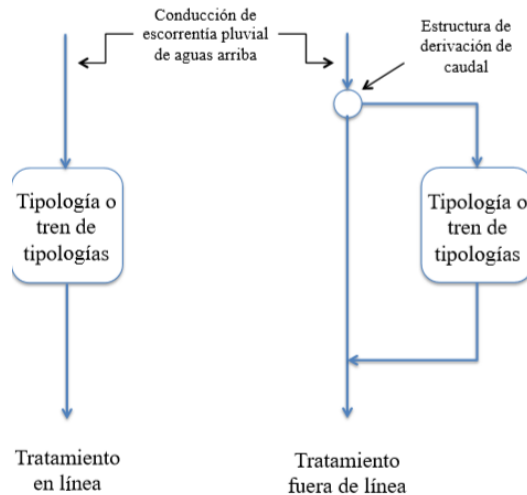 Conducción de
escorrentía pluvial
de aguas arriba
Estructura de
derivación de
caudal
Tipología o
tren de
tipologías
Tipología o
tren de
tipologías
Tratamiento
en línea
Tratamiento
fuera de línea